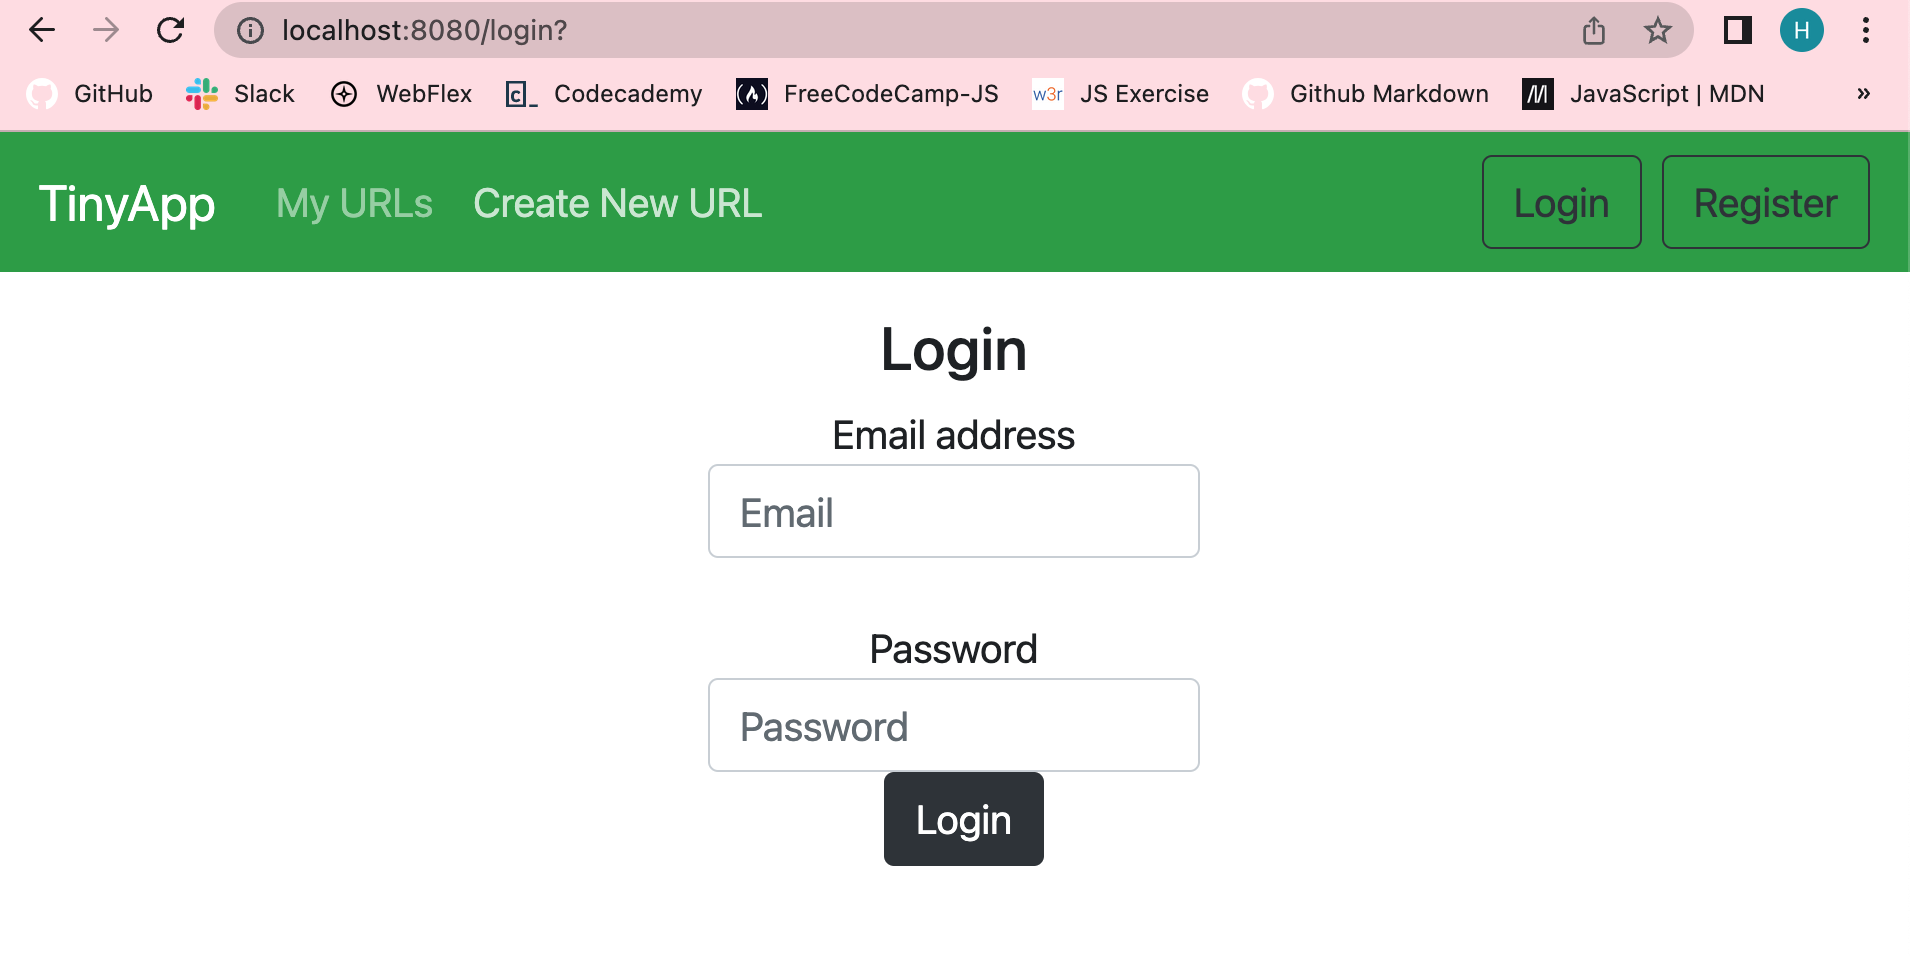 localhost:8080/login?
H
GitHub Slack WebFlex c_ Codecademy FreeCodeCamp-JS w3r JS Exercise Github Markdown JavaScript | MDN »
TinyApp My URLs Create New URL Login Register
Login
Email address
Email
Password
Password
Login